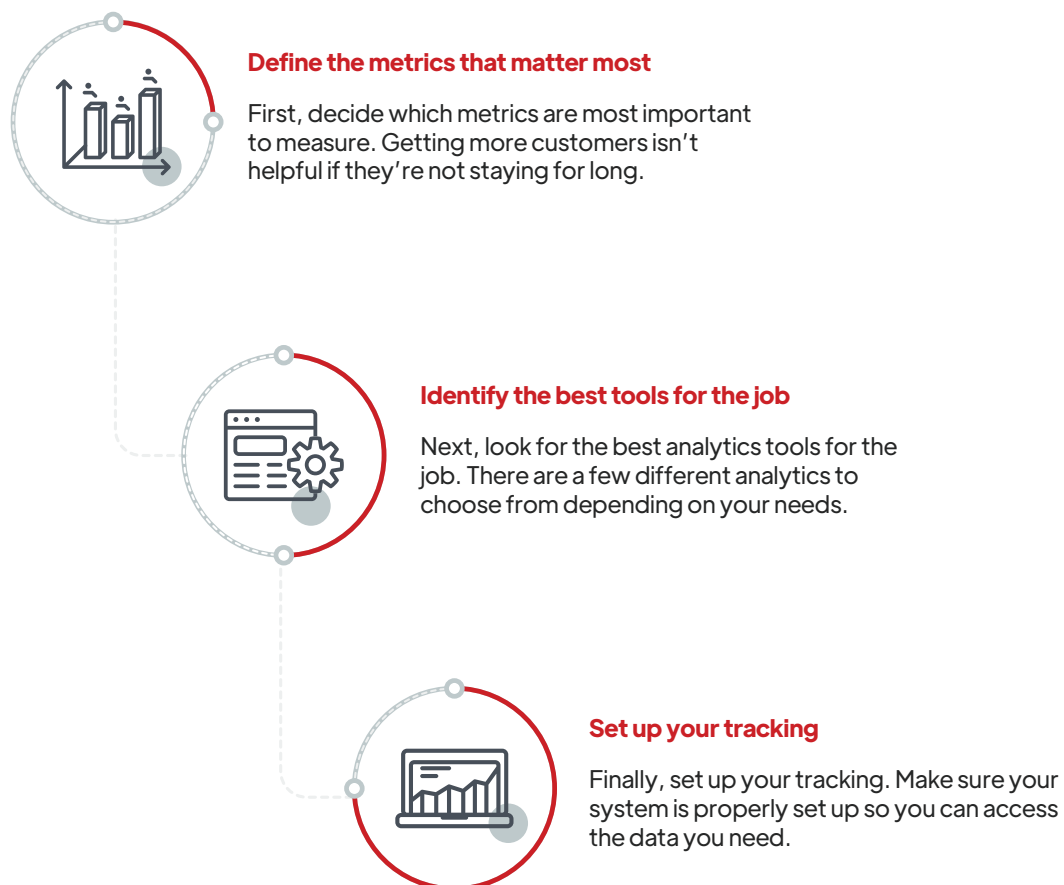 Define the metrics that matter most
First, decide which metrics are most important
to measure. Getting more customers isn't
helpful if they're not staying for long.
Identify the best tools for the job
Next, look for the best analytics tools for the
job. There are a few different analytics to
choose from depending on your needs.
Set up your tracking
Finally, set up your tracking. Make sure your
system is properly set up so you can access
the data you need.